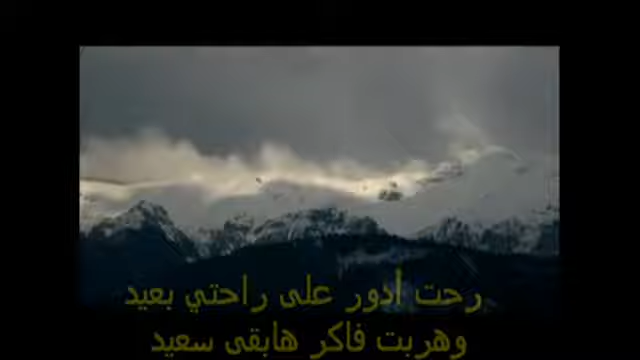 رحت أدور على راحتي بعيد
وهربت فاكر هابقى سعيد